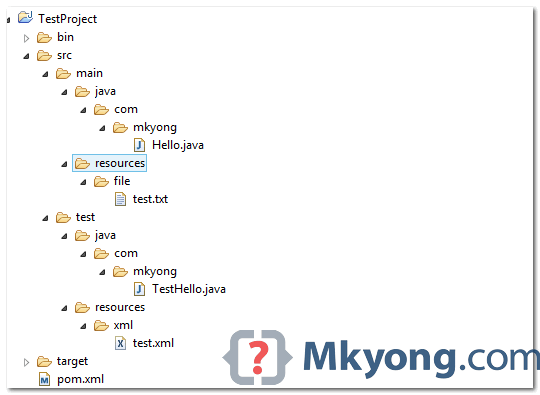 TestProject
bin
src
main
java
com
mkyong
Hello.java
resources
file
test.txt
test
java
com
mkyong
TestHello.java
resources
xml
test.xml
target
pom.xml
{?} Mkyong.com